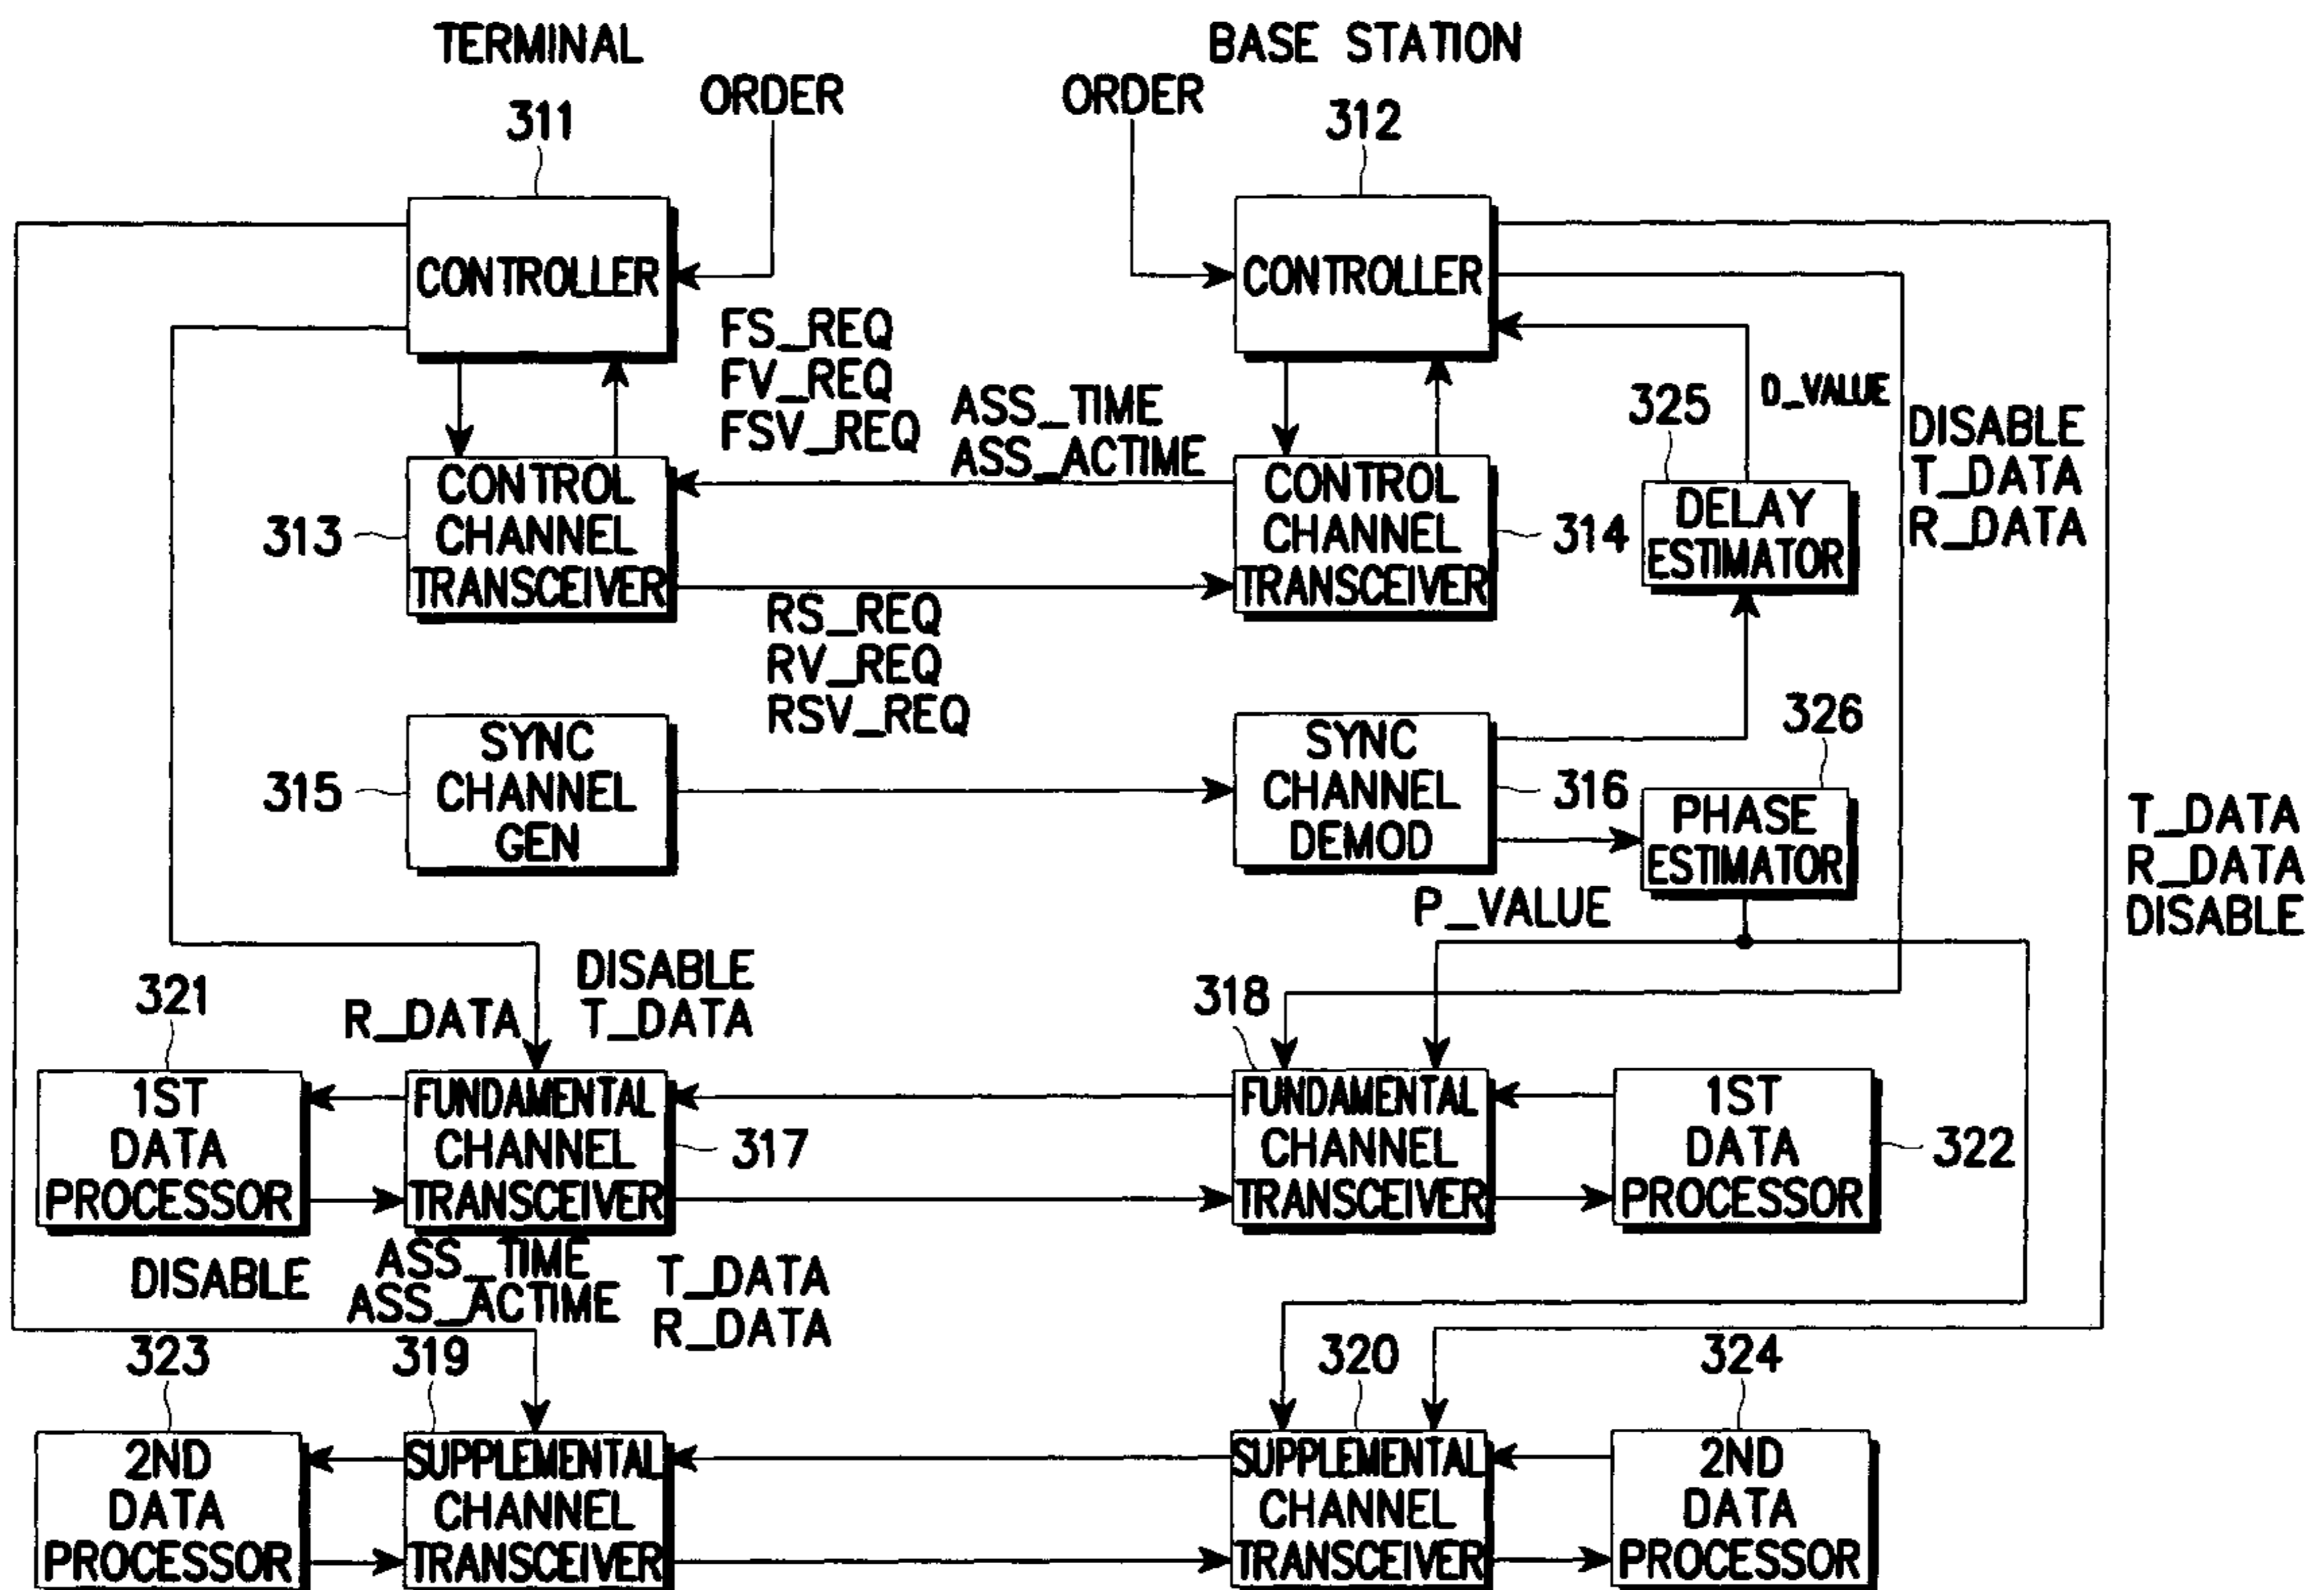 TERMINAL
BASE STATION
ORDER
ORDER
311
312
CONTROLLER
CONTROLLER
FS_REQ
FV_REQ
FSV_REQ
ASS_TIME
ASS_ACTIME
D_VALUE
325
DISABLE
T_DATA
R_DATA
CONTROL
CHANNEL
TRANSCEIVER
313
CONTROL
CHANNEL
TRANSCEIVER
314
DELAY
ESTIMATOR
RS_REQ
RV_REQ
RSV_REQ
326
SYNC
CHANNEL
GEN
315
SYNC
CHANNEL
DEMOD
316
PHASE
ESTIMATOR
T_DATA
R_DATA
DISABLE
P_VALUE
321
R_DATA
DISABLE
T_DATA
318
1ST
DATA
PROCESSOR
FUNDAMENTAL
CHANNEL
TRANSCEIVER
317
FUNDAMENTAL
CHANNEL
TRANSCEIVER
1ST
DATA
PROCESSOR
322
DISABLE
ASS_TIME
ASS_ACTIME
T_DATA
R_DATA
323
319
320
324
2ND
DATA
PROCESSOR
SUPPLEMENTAL
CHANNEL
TRANSCEIVER
SUPPLEMENTAL
CHANNEL
TRANSCEIVER
2ND
DATA
PROCESSOR